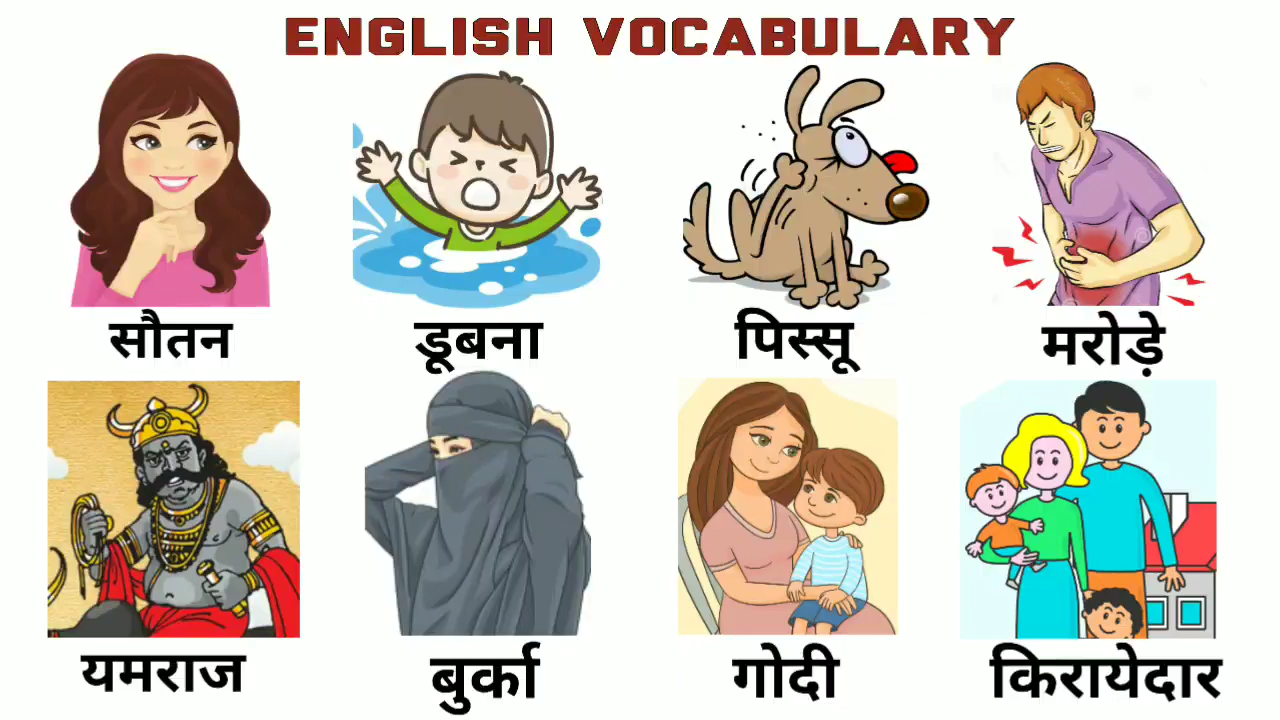 ENGLISH VOCABULARY
सौतन
डूबना
पिस्सू
मरोड़े
यमराज
बुर्का
गोदी
किरायेदार